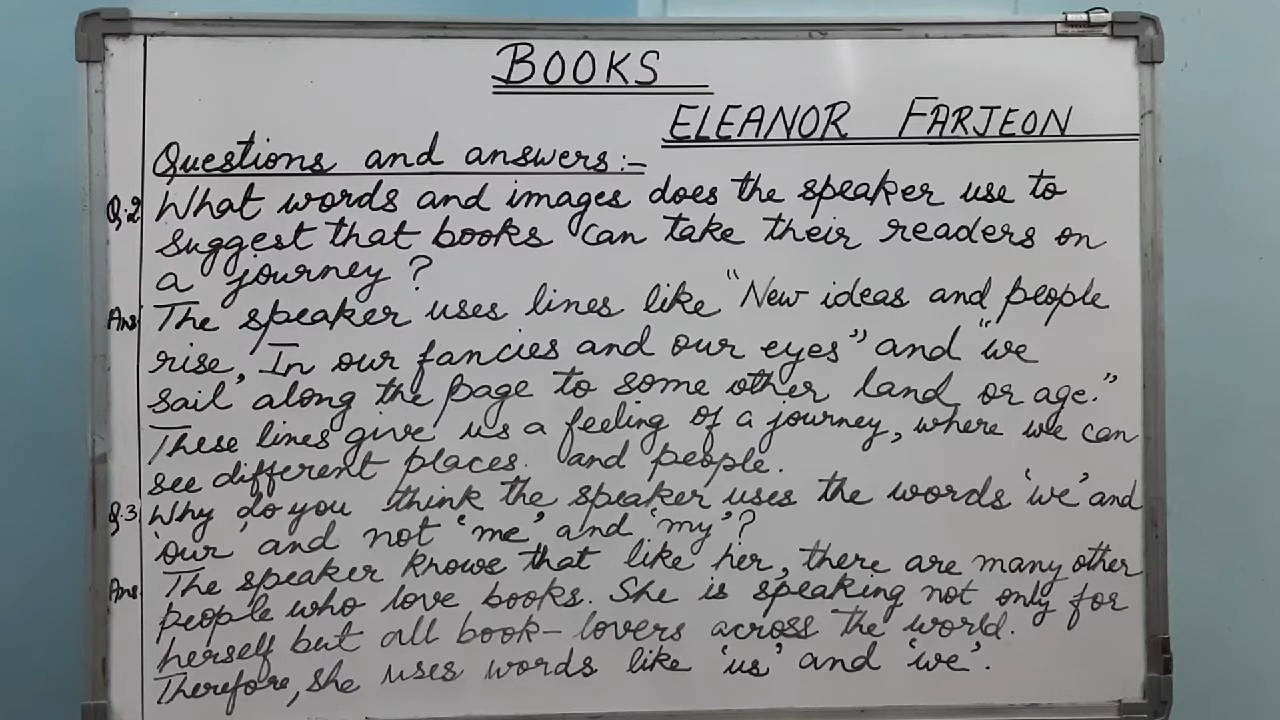 BOOKS
ELEANOR FARJEON
Questions and answers:-
Q.2 What words and images does the speaker use to
suggest that books can take their readers on
a journey?
Ans The speaker uses lines like "New ideas and people
rise, In our fancies and our eyes" and "we
sail along the page to some other land or age."
These lines give us a feeling of a journey, where we can
see different places. and people.
Q.3 Why do you think the speaker uses the words 'we' and
'our' and not 'me' and 'my'?
Ans The speaker knows that like her, there are many other
people who love books. She is speaking not only for
herself but all book-lovers across the world.
Therefore, she uses words like 'us' and 'we'.